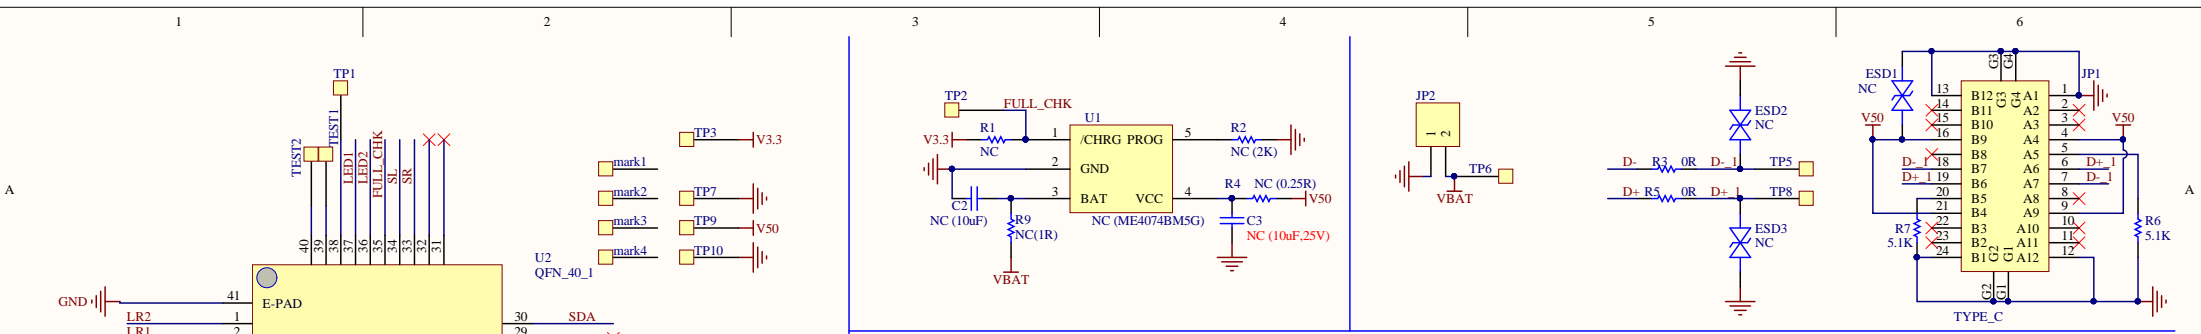 1 2 3 4 5 6
A
TP1
TEST2
TEST1
LED1
LED2
FULL_CHK
SL
SR
40
39
38
37
36
35
34
33
32
31
GND
41
E-PAD
LR2
1
LR1
2
30
SDA
29
U2
QFN_40_1
mark1
mark2
mark3
mark4
TP3
V3.3
TP7
TP9
V50
TP10
TP2
FULL_CHK
V3.3
R1
NC
1
2
3
U1
/CHRG PROG
GND
BAT
VCC
5
4
NC (ME4074BM5G)
R2
NC (2K)
C2
NC (10uF)
R9
NC(1R)
VBAT
R4
NC (0.25R)
V50
C3
NC (10uF,25V)
JP2
1
2
TP6
VBAT
ESD2
NC
D-
R3
0R
D-_1
TP5
D+
R5
0R
D+_1
TP8
ESD3
NC
ESD1
NC
V50
D-_1
D+_1
R7
5.1K
13
14
15
16
18
19
20
21
22
23
24
G3
G4
G3
G4
B12
B11
B10
B9
B8
B7
B6
B5
B4
B3
B2
B1
A1
A2
A3
A4
A5
A6
A7
A8
A9
A10
A11
A12
G2
G1
G2
G1
1
2
3
4
5
6
7
8
9
10
11
12
JP1
V50
D+_1
D-_1
R6
5.1K
TYPE_C
A